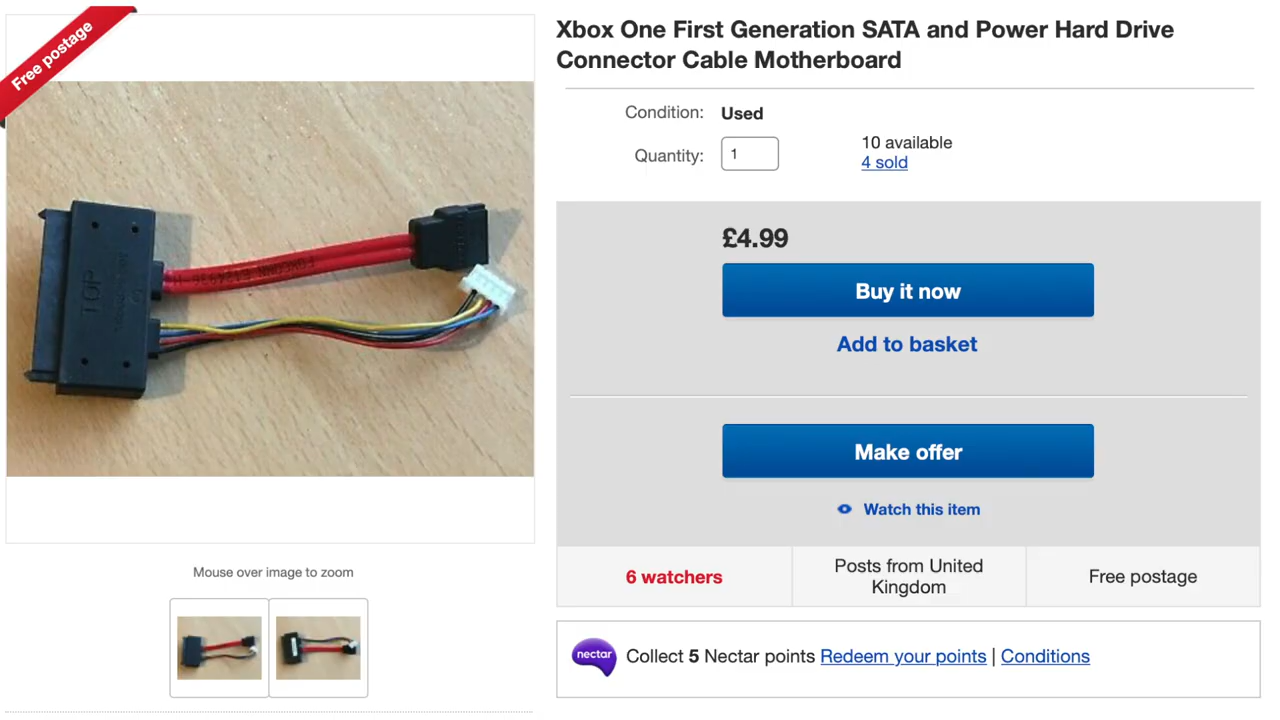 Free postage
Xbox One First Generation SATA and Power Hard Drive
Connector Cable Motherboard
Condition: Used
Quantity: 1
10 available
4 sold
£4.99
Buy it now
Add to basket
Make offer
Watch this item
6 watchers
Posts from United
Kingdom
Free postage
TOP
Mouse over image to zoom
nectar
Collect 5 Nectar points Redeem your points | Conditions